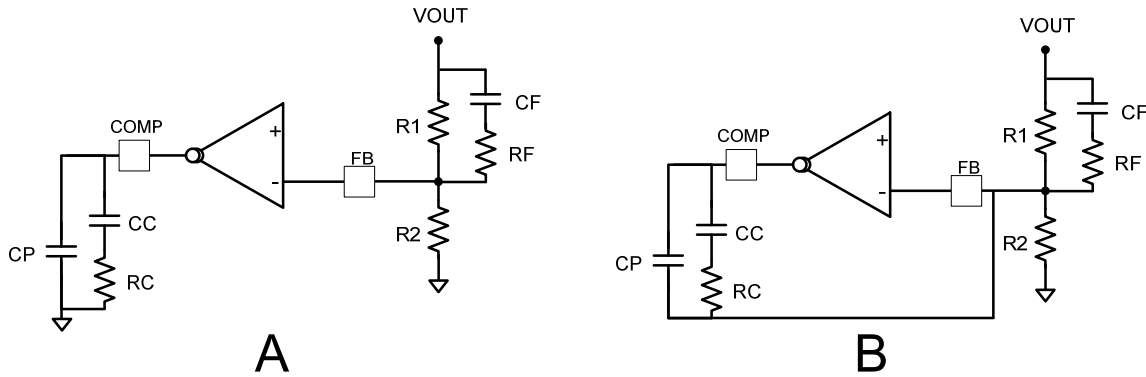 VOUT
CF
R1
RF
COMP
+
-
FB
R2
CC
CP
RC
A
VOUT
CF
R1
RF
COMP
+
-
FB
R2
CC
CP
RC
B